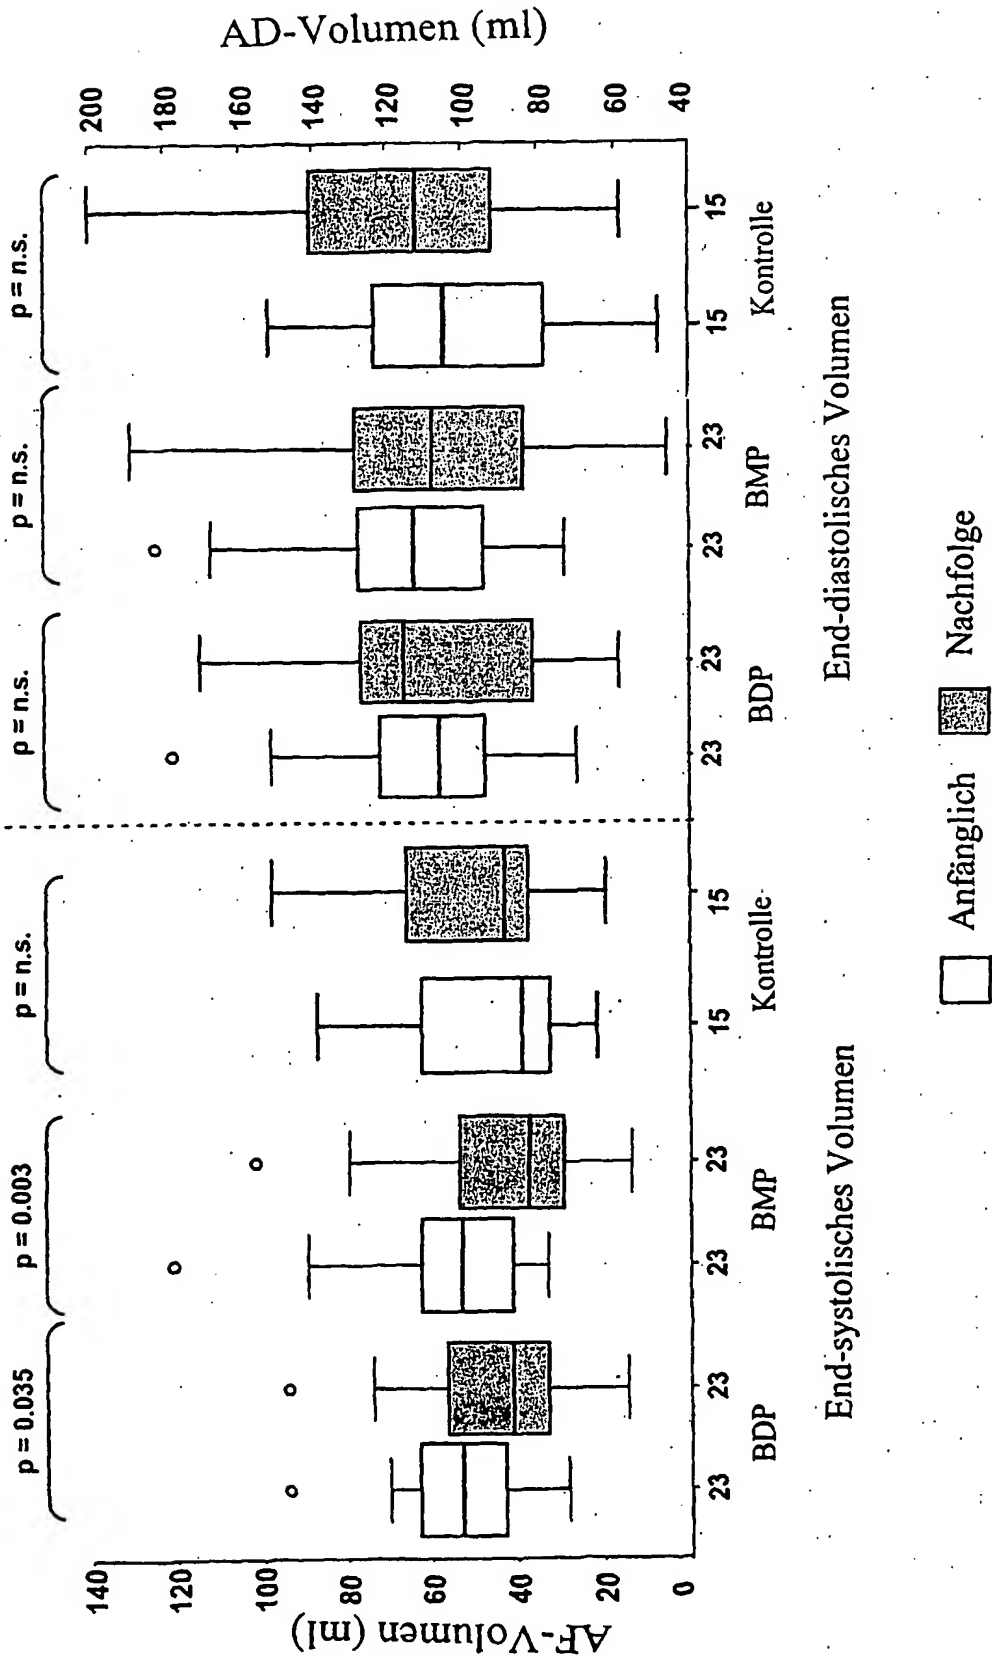 p = 0.035 p = 0.003 p = n.s. p = n.s. p = n.s. p = n.s.
AF-Volumen (ml)
140
120
100
80
60
40
20
0
AD-Volumen (ml)
200
180
160
140
120
100
80
60
40
23 23 23 23 15 15 23 23 23 23 15 15
BDP BMP Kontrolle BDP BMP Kontrolle
End-systolisches Volumen End-diastolisches Volumen
Anfänglich Nachfolge